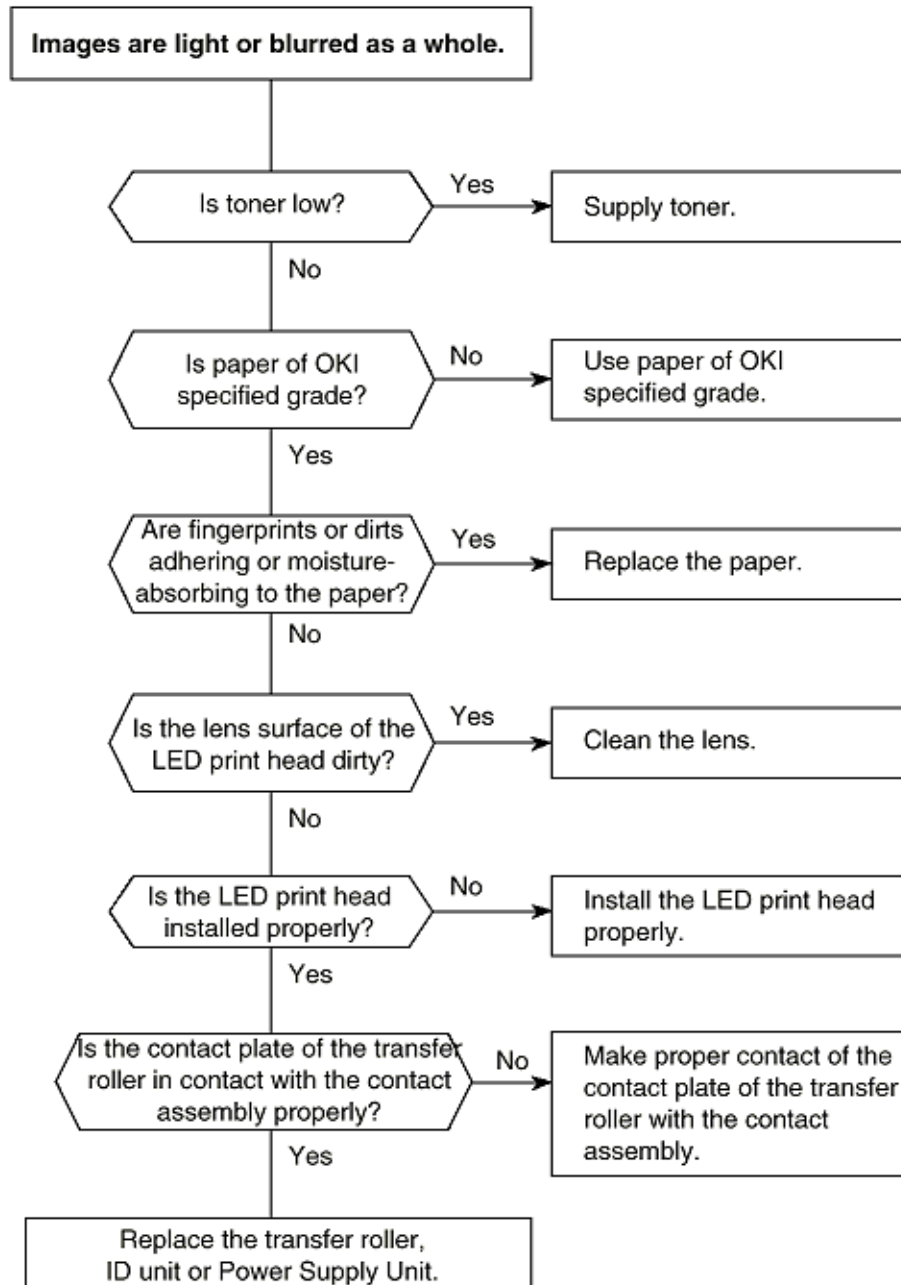 Images are light or blurred as a whole.
Is toner low?
Yes
Supply toner.
No
Is paper of OKI
specified grade?
No
Use paper of OKI
specified grade.
Yes
Are fingerprints or dirts
adhering or moisture-
absorbing to the paper?
Yes
Replace the paper.
No
Is the lens surface of the
LED print head dirty?
Yes
Clean the lens.
No
Is the LED print head
installed properly?
No
Install the LED print head
properly.
Yes
Is the contact plate of the transfer
roller in contact with the contact
assembly properly?
No
Make proper contact of the
contact plate of the transfer
roller with the contact
assembly.
Yes
Replace the transfer roller,
ID unit or Power Supply Unit.